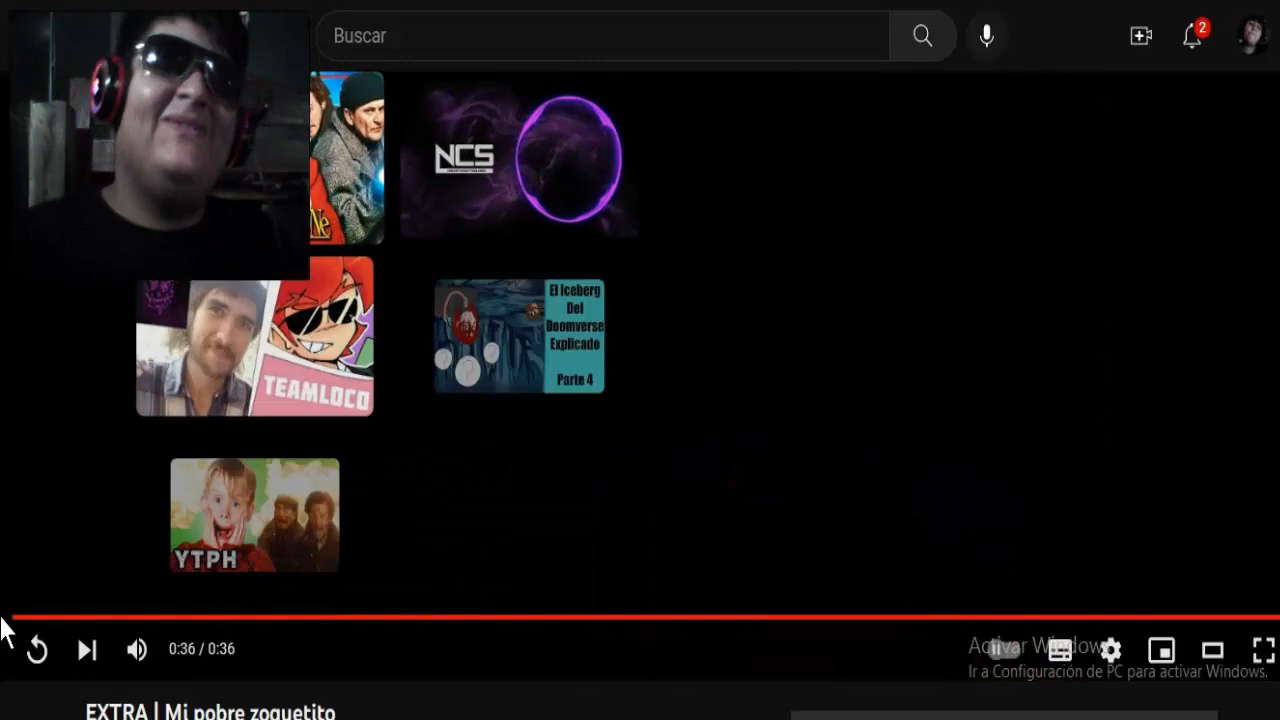 Buscar
2
NCS
TEAMLOCO
El Iceberg
Del
Doomverse
Explicado
Parte 4
YTPH
0:36 / 0:36
Activar Windows
Ir a Configuración de PC para activar Windows.
EXTRA | Mi pobre zoquetito